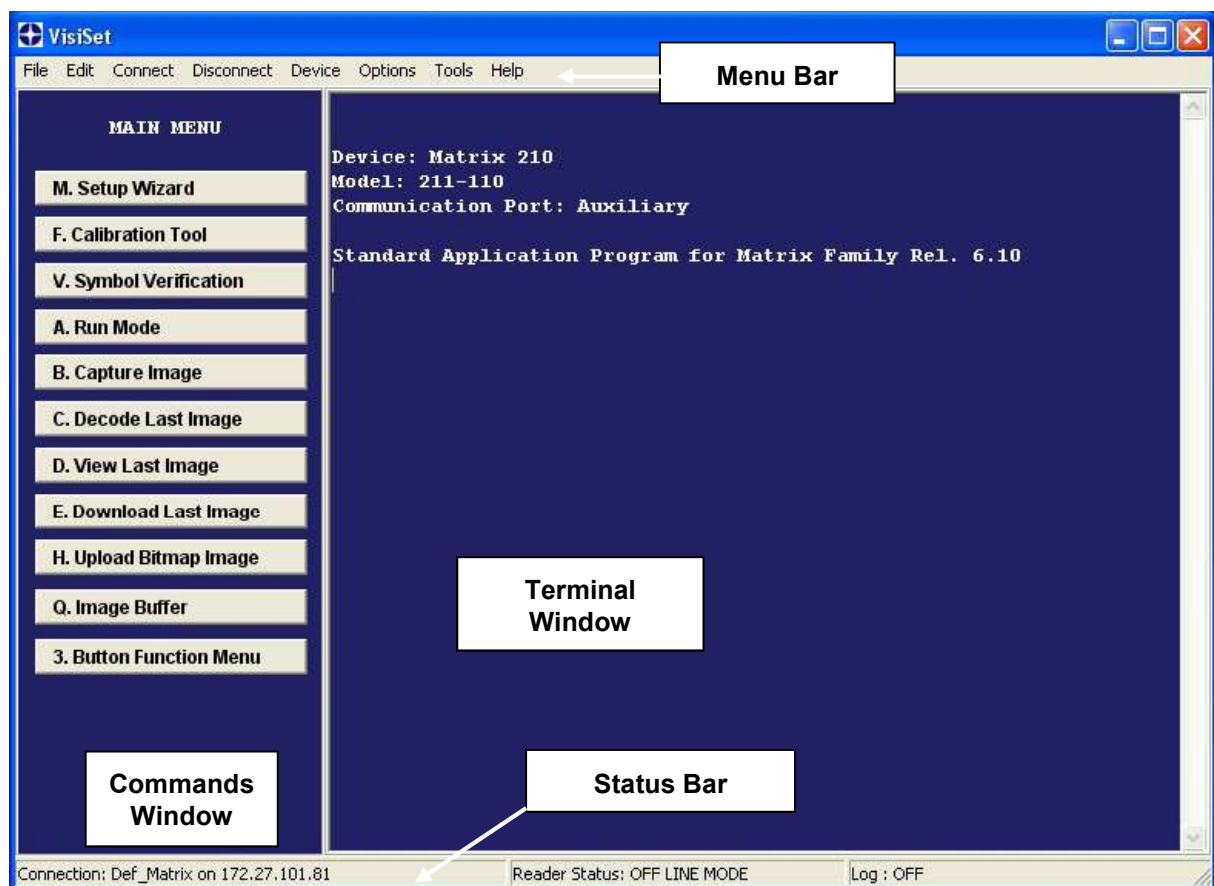 VisiSet
File Edit Connect Disconnect Device Options Tools Help
Menu Bar
MAIN MENU
M. Setup Wizard
F. Calibration Tool
V. Symbol Verification
A. Run Mode
B. Capture Image
C. Decode Last Image
D. View Last Image
E. Download Last Image
H. Upload Bitmap Image
Q. Image Buffer
3. Button Function Menu
Commands
Window
Device: Matrix 210
Model: 211-110
Communication Port: Auxiliary
Standard Application Program for Matrix Family Rel. 6.10
Terminal
Window
Status Bar
Connection: Def_Matrix on 172.27.101.81
Reader Status: OFF LINE MODE
Log : OFF